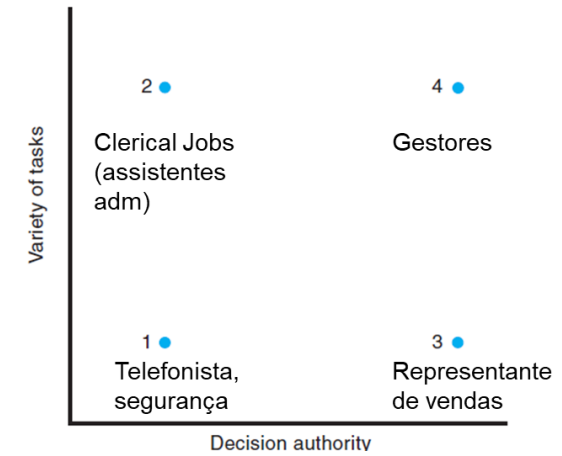 Variety of tasks
2
4
Clerical Jobs
(assistentes
adm)
Gestores
1
3
Telefonista,
segurança
Representante
de vendas
Decision authority